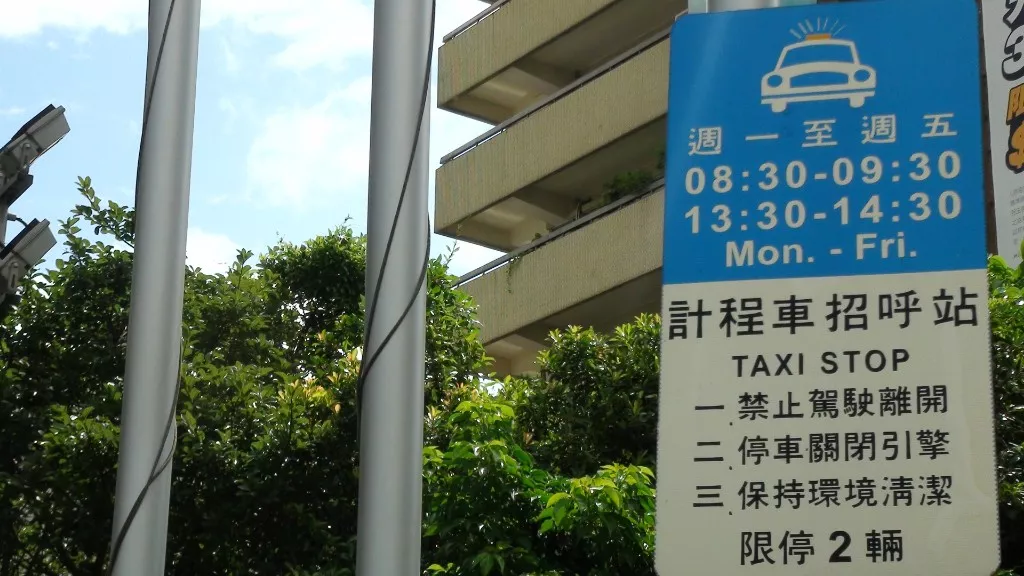 週一至週五
08:30-09:30
13:30-14:30
Mon. - Fri.
計程車招呼站
TAXI STOP
一.禁止駕駛離開
二.停車關閉引擎
三.保持環境清潔
限停2輛